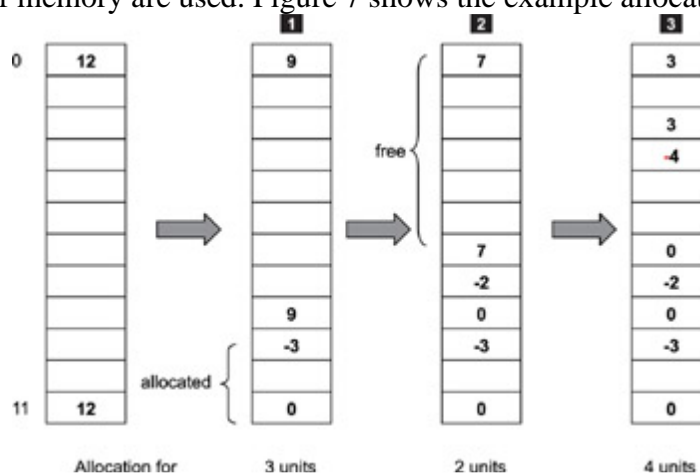 memory are used. Figure 7 shows the example allocat
1 2 3
0 12 9 7 3
3
free -4
7 0
-2 -2
9 0 0
-3 -3 -3
allocated
11 12 0 0 0
Allocation for 3 units 2 units 4 units